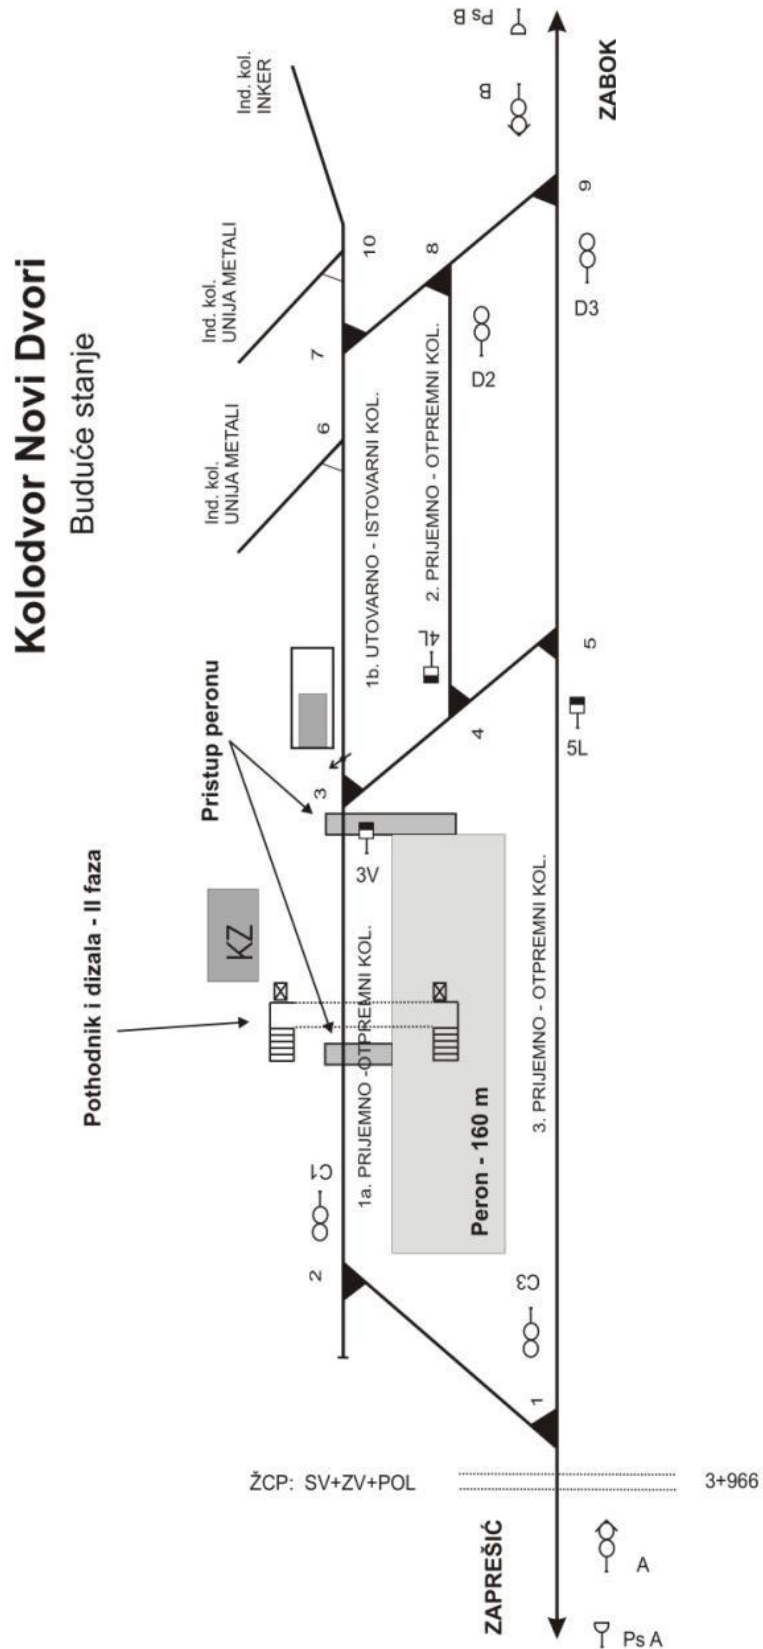 Kolodvor Novi Dvori
Buduće stanje
Pothodnik i dizala - II faza
Pristup peronu
KZ
Ind. kol.
UNIJA METALI
Ind. kol.
UNIJA METALI
Ind. kol.
INKER
2
C1
3
6
7
10
1a. PRIJEMNO -OTPREMNI KOL.
3V
1b. UTOVARNO - ISTOVARNI KOL.
4L
2. PRIJEMNO - OTPREMNI KOL.
8
Peron - 160 m
4
D2
B
Ps B
ŽCP: SV+ZV+POL
1
C3
3. PRIJEMNO - OTPREMNI KOL.
5
9
ZAPREŠIĆ
ZABOK
Ps A
A
3+966
5L
D3